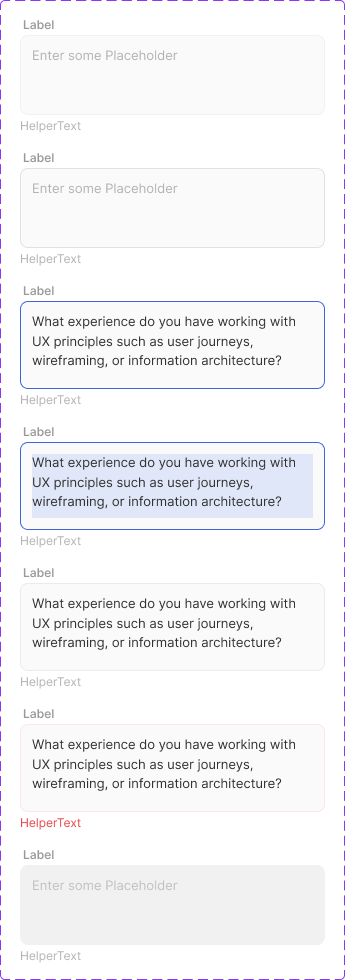 Label
Enter some Placeholder
HelperText
Label
Enter some Placeholder
HelperText
Label
What experience do you have working with
UX principles such as user journeys,
wireframing, or information architecture?
HelperText
Label
What experience do you have working with
UX principles such as user journeys,
wireframing, or information architecture?
HelperText
Label
What experience do you have working with
UX principles such as user journeys,
wireframing, or information architecture?
HelperText
Label
What experience do you have working with
UX principles such as user journeys,
wireframing, or information architecture?
HelperText
Label
Enter some Placeholder
HelperText